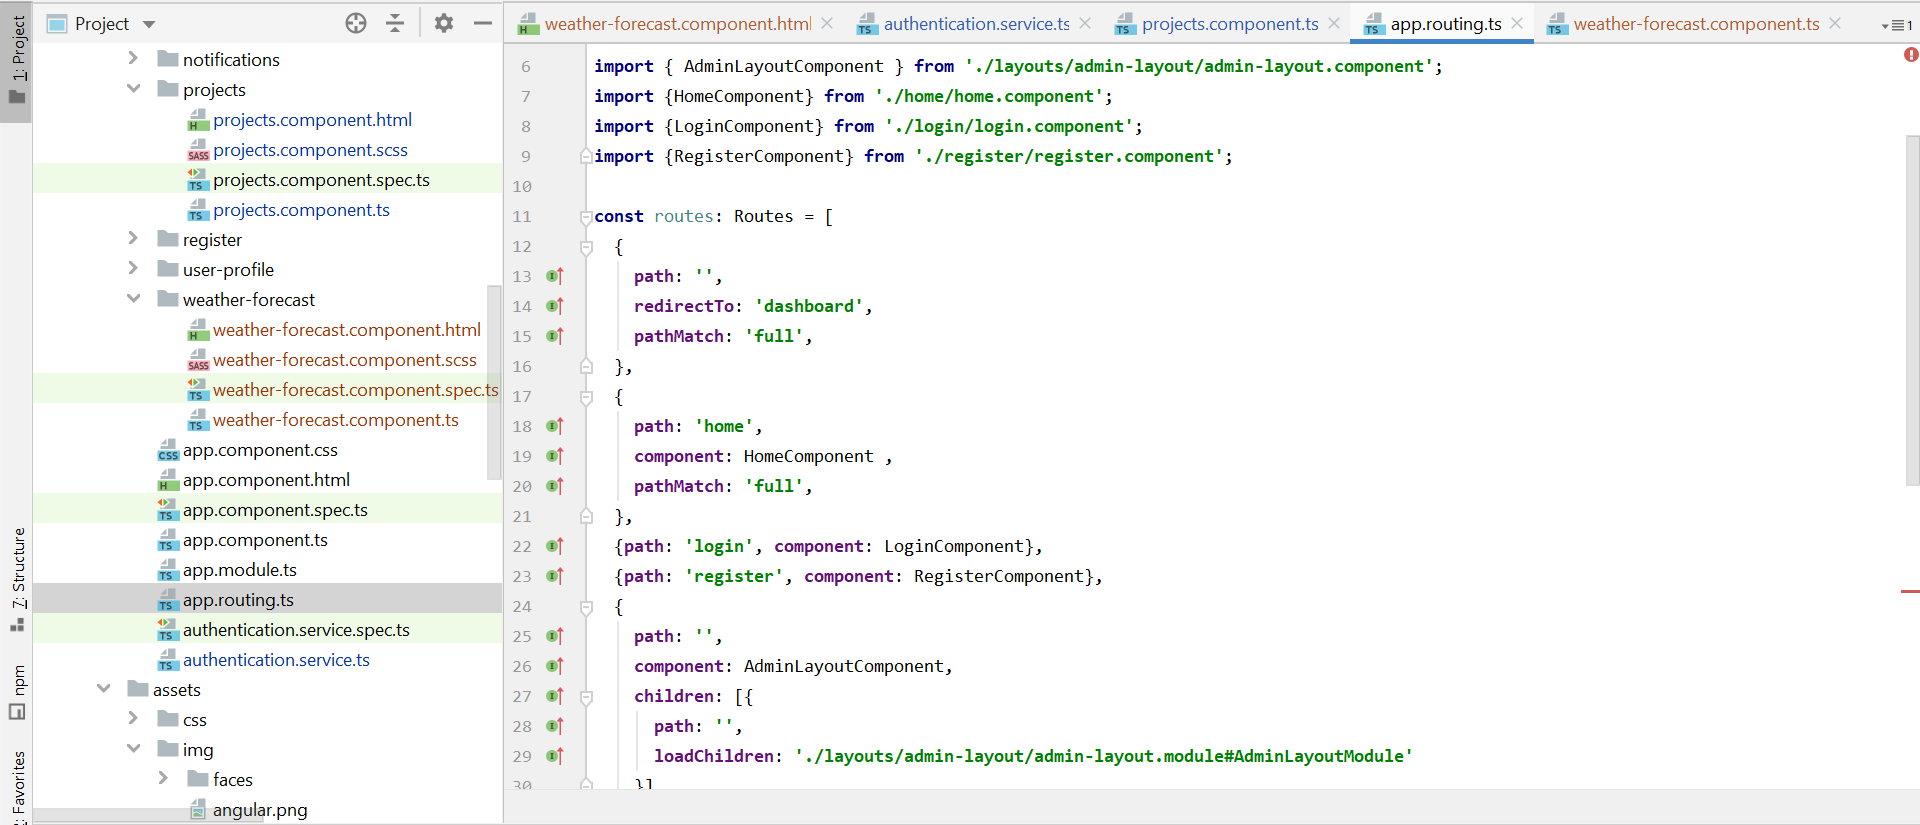 Project
weather-forecast.component.html
authentication.service.ts
projects.component.ts
app.routing.ts
weather-forecast.component.ts
1
1: Project
7: Structure
npm
Favorites
notifications
projects
projects.component.html
projects.component.scss
projects.component.spec.ts
projects.component.ts
register
user-profile
weather-forecast
weather-forecast.component.html
weather-forecast.component.scss
weather-forecast.component.spec.ts
weather-forecast.component.ts
app.component.css
app.component.html
app.component.spec.ts
app.component.ts
app.module.ts
app.routing.ts
authentication.service.spec.ts
authentication.service.ts
assets
css
img
faces
angular.png
6 import { AdminLayoutComponent } from './layouts/admin-layout/admin-layout.component';
7 import {HomeComponent} from './home/home.component';
8 import {LoginComponent} from './login/login.component';
9 import {RegisterComponent} from './register/register.component';
10
11 const routes: Routes = [
12 {
13 path: '',
14 redirectTo: 'dashboard',
15 pathMatch: 'full',
16 },
17 {
18 path: 'home',
19 component: HomeComponent ,
20 pathMatch: 'full',
21 },
22 {path: 'login', component: LoginComponent},
23 {path: 'register', component: RegisterComponent},
24 {
25 path: '',
26 component: AdminLayoutComponent,
27 children: [{
28 path: '',
29 loadChildren: './layouts/admin-layout/admin-layout.module#AdminLayoutModule'
30 }]